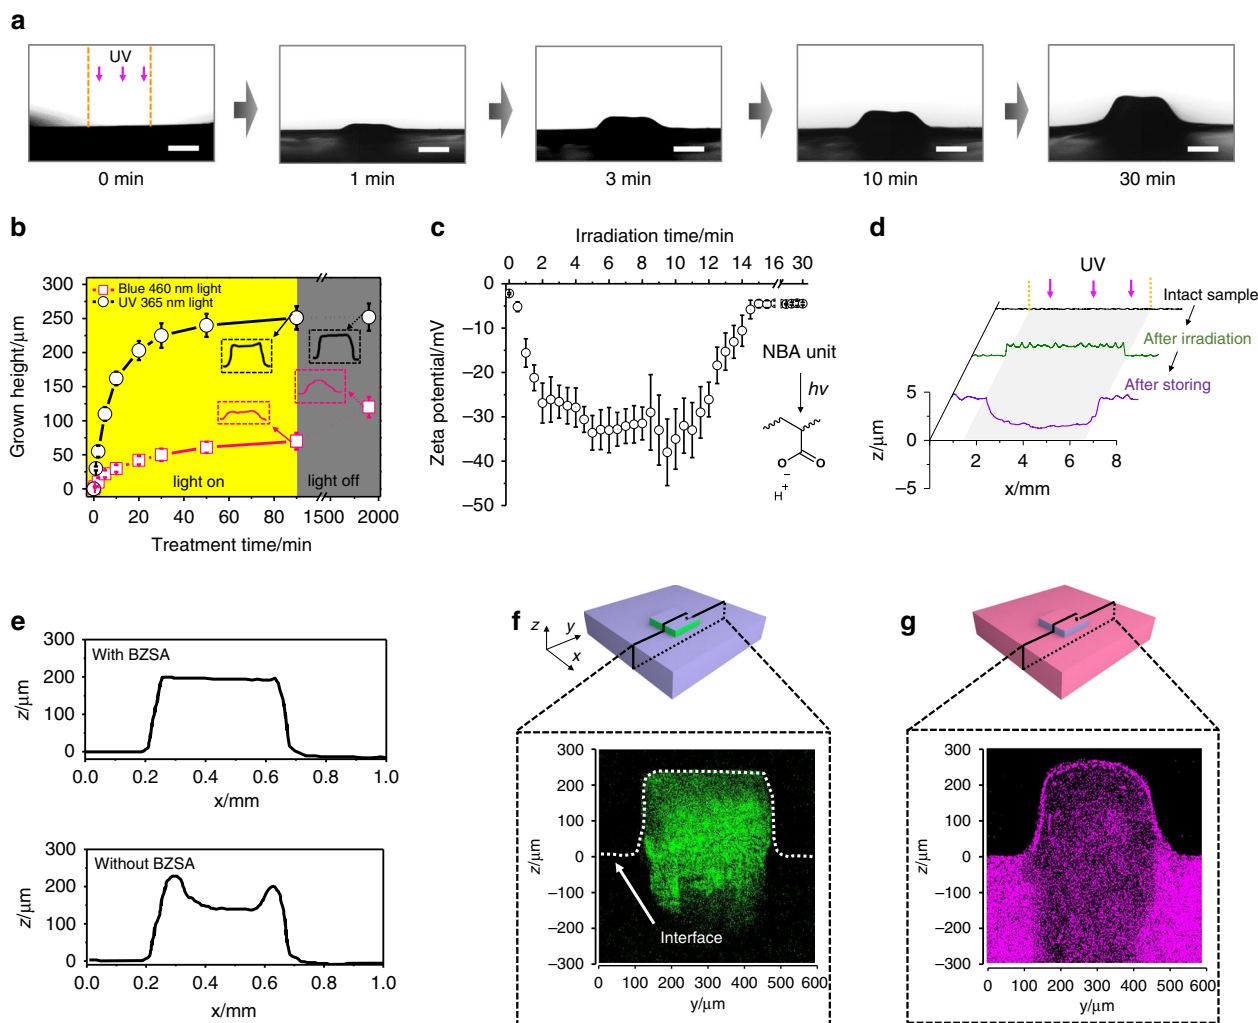 a
UV
0 min
1 min
3 min
10 min
30 min
b
Grown height/μm
300
250
200
150
100
50
0
Blue 460 nm light
UV 365 nm light
light on
light off
0 20 40 60 80 1500 2000
Treatment time/min
c
Irradiation time/min
0 2 4 6 8 10 12 14 16 30
Zeta potential/mV
0
−10
−20
−30
−40
−50
NBA unit
hv
O
O
−
H+
d
UV
Intact sample
After irradiation
After storing
z/μm
5
0
−5
2 4 6 8
x/mm
e
z/μm
300
200
100
0
With BZSA
0.0 0.2 0.4 0.6 0.8 1.0
x/mm
z/μm
300
200
100
0
Without BZSA
0.0 0.2 0.4 0.6 0.8 1.0
x/mm
f
z
y
x
z/μm
300
200
100
0
−100
−200
−300
Interface
0 100 200 300 400 500 600
y/μm
g
z/μm
300
200
100
0
−100
−200
−300
0 100 200 300 400 500 600
y/μm